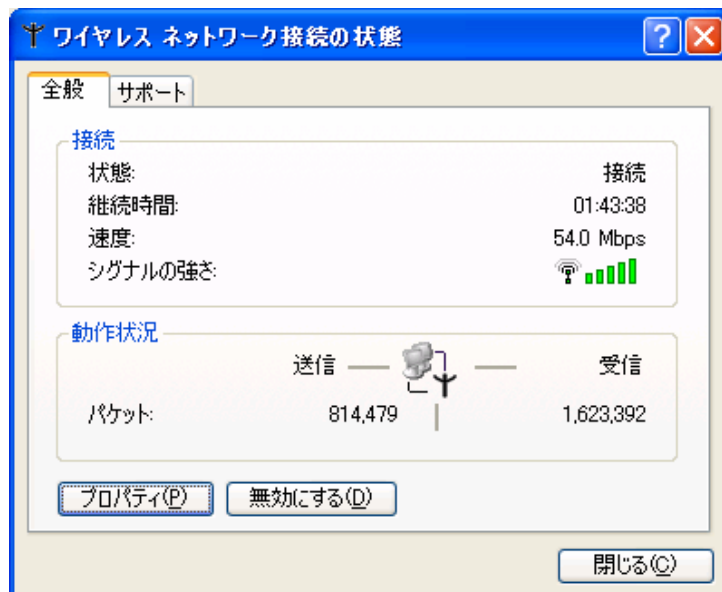 ワイヤレス ネットワーク接続の状態
全般 サポート
接続
状態: 接続
継続時間: 01:43:38
速度: 54.0 Mbps
シグナルの強さ:
動作状況
送信 受信
パケット: 814,479 1,623,392
プロパティ(P) 無効にする(D)
閉じる(C)